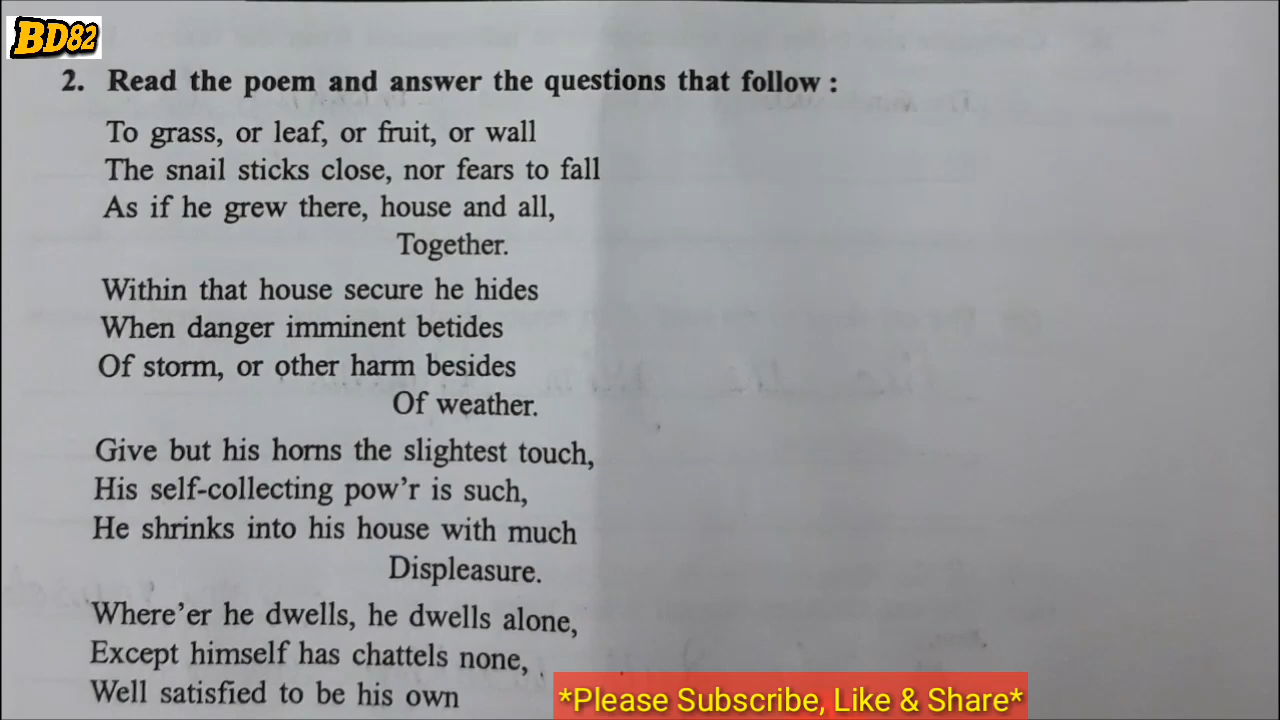 BD82
2. Read the poem and answer the questions that follow :
To grass, or leaf, or fruit, or wall
The snail sticks close, nor fears to fall
As if he grew there, house and all,
Together.
Within that house secure he hides
When danger imminent betides
Of storm, or other harm besides
Of weather.
Give but his horns the slightest touch,
His self-collecting pow'r is such,
He shrinks into his house with much
Displeasure.
Where'er he dwells, he dwells alone,
Except himself has chattels none,
Well satisfied to be his own
*Please Subscribe, Like & Share*